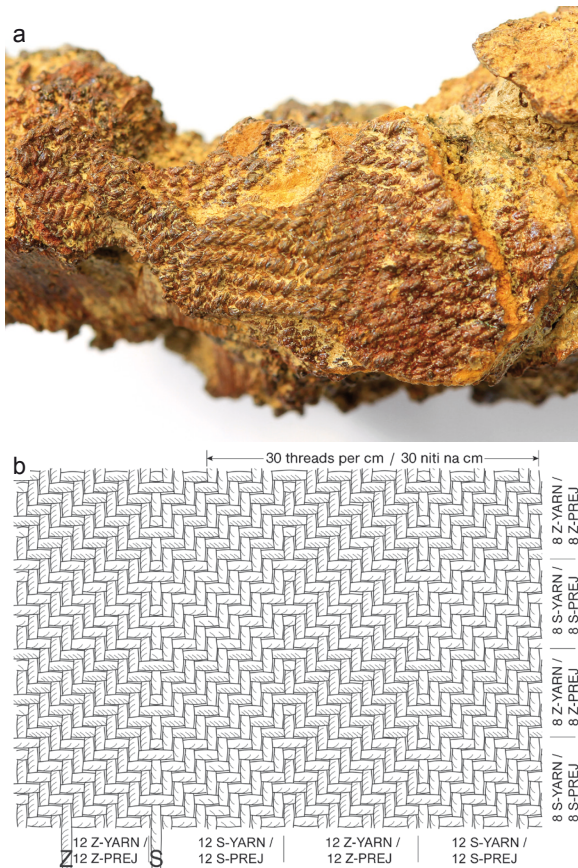 a
b
30 threads per cm / 30 niti na cm
8 Z-YARN /
8 Z-PREJ
8 S-YARN /
8 S-PREJ
8 Z-YARN /
8 Z-PREJ
8 S-YARN /
8 S-PREJ
Z
12 Z-YARN /
12 Z-PREJ
S
12 S-YARN /
12 S-PREJ
12 Z-YARN /
12 Z-PREJ
12 S-YARN /
12 S-PREJ